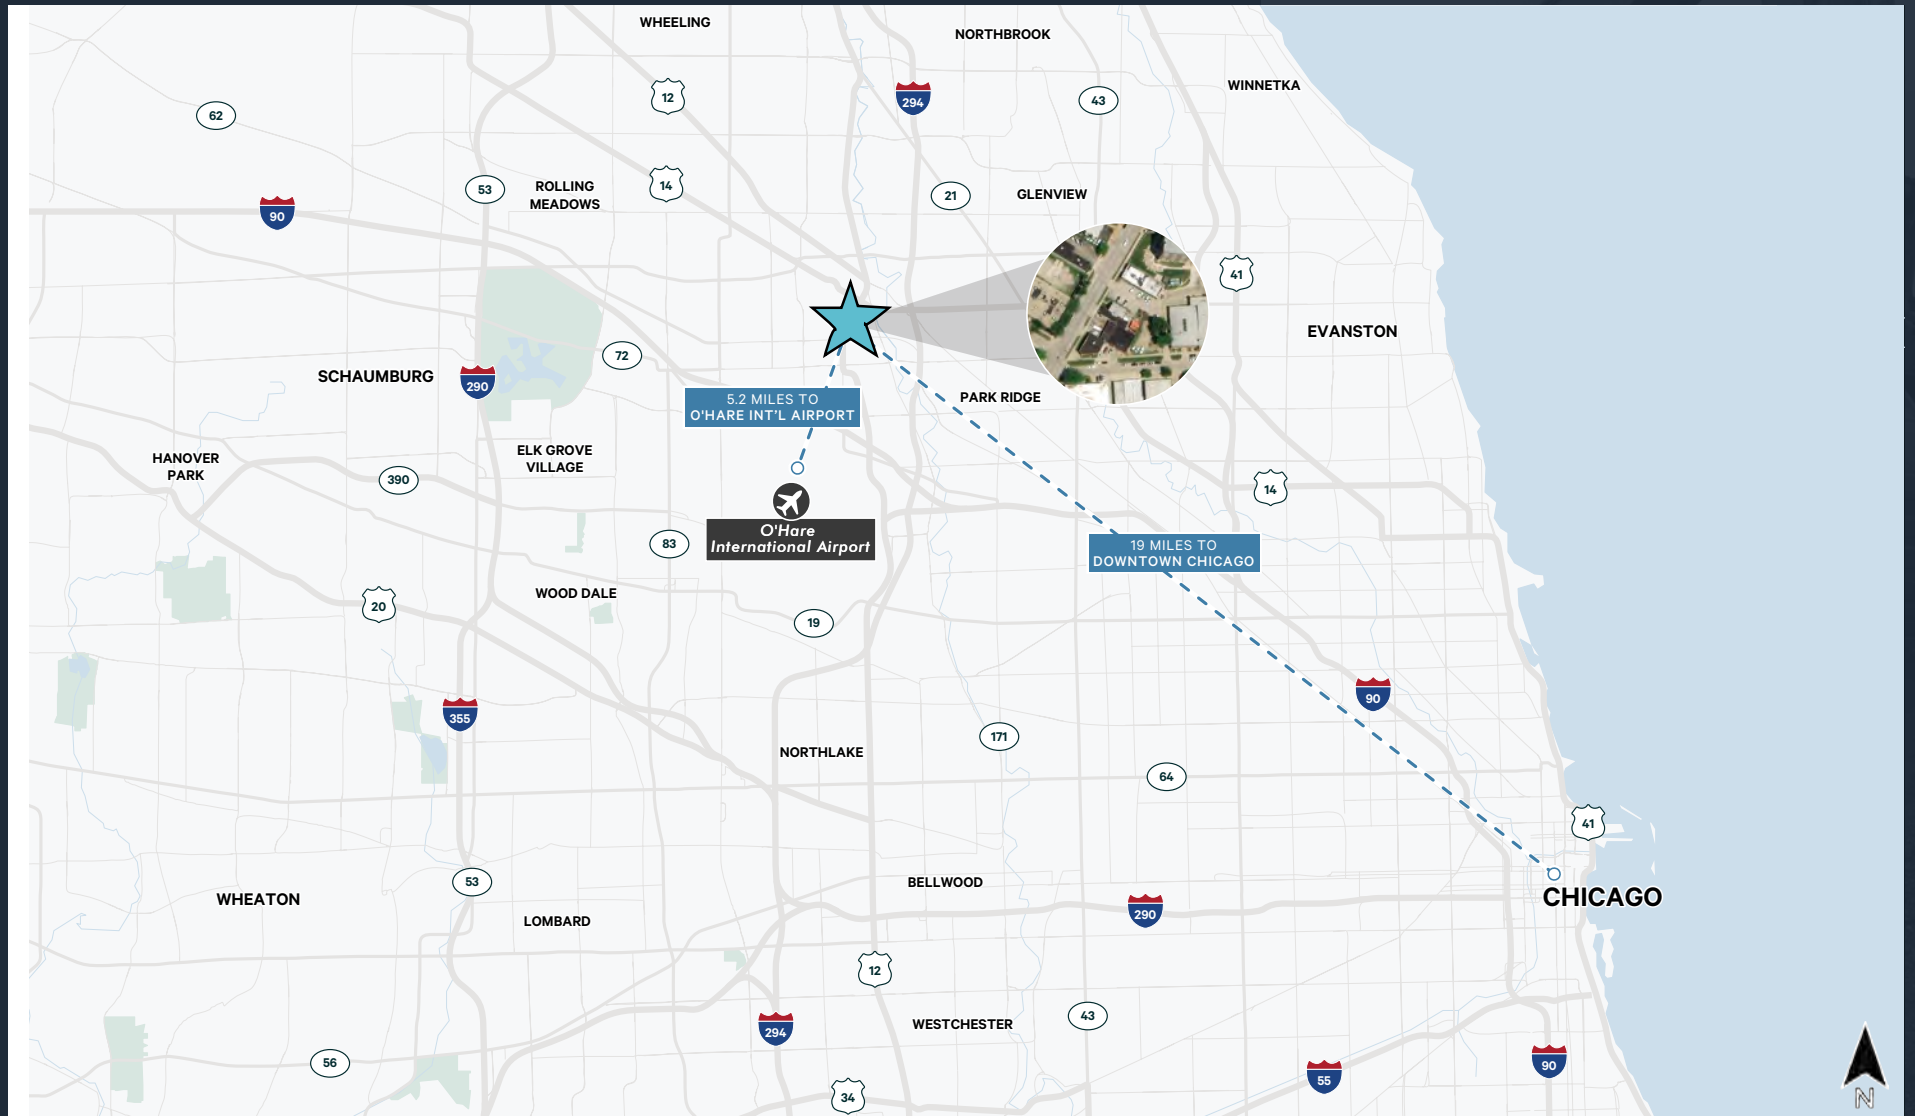 WHEELING
NORTHBROOK
WINNETKA
12
294
43
62
53
ROLLING
MEADOWS
14
21
GLENVIEW
90
41
EVANSTON
72
SCHAUMBURG
290
5.2 MILES TO
O'HARE INT'L AIRPORT
PARK RIDGE
HANOVER
PARK
390
ELK GROVE
VILLAGE
14
O'Hare
International Airport
83
19 MILES TO
DOWNTOWN CHICAGO
20
WOOD DALE
19
90
355
NORTHLAKE
171
64
41
WHEATON
53
LOMBARD
BELLWOOD
290
CHICAGO
12
294
WESTCHESTER
43
56
34
55
90
N